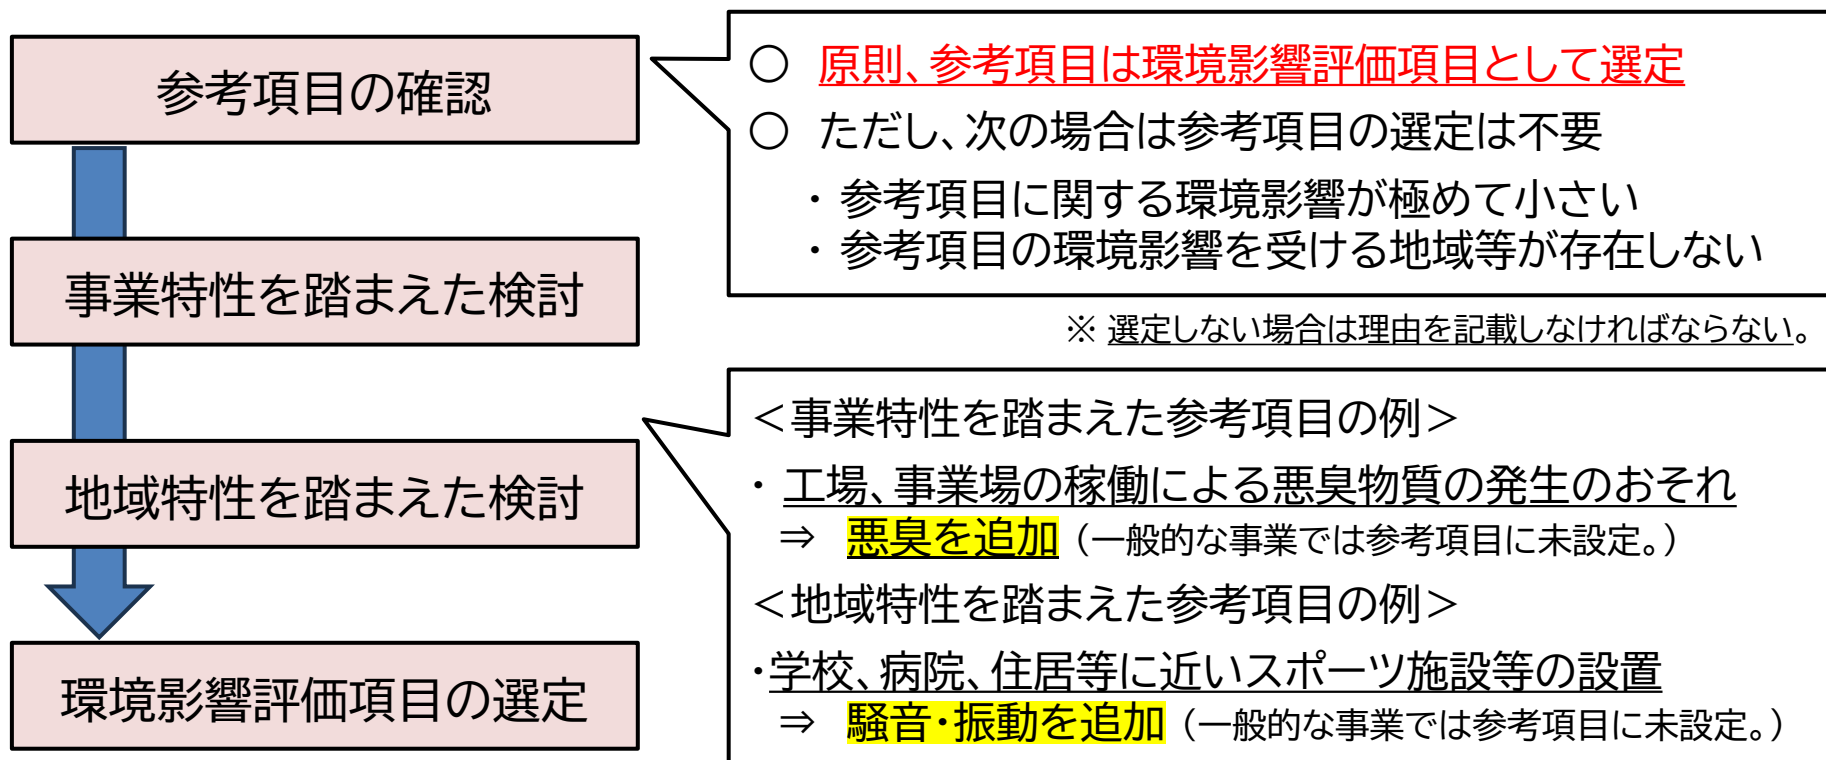 参考項目の確認
事業特性を踏まえた検討
地域特性を踏まえた検討
環境影響評価項目の選定
○ 原則、参考項目は環境影響評価項目として選定
○ ただし、次の場合は参考項目の選定は不要
・参考項目に関する環境影響が極めて小さい
・参考項目の環境影響を受ける地域等が存在しない
※ 選定しない場合は理由を記載しなければならない。
＜事業特性を踏まえた参考項目の例＞
・工場、事業場の稼働による悪臭物質の発生のおそれ
⇒ 悪臭を追加（一般的な事業では参考項目に未設定。）
＜地域特性を踏まえた参考項目の例＞
・学校、病院、住居等に近いスポーツ施設等の設置
⇒ 騒音・振動を追加（一般的な事業では参考項目に未設定。）